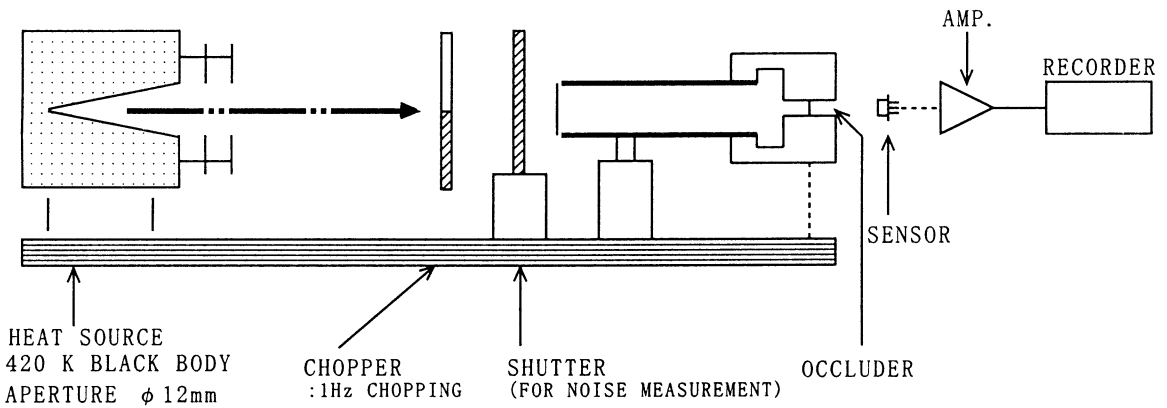 AMP.
RECORDER
SENSOR
HEAT SOURCE
420 K BLACK BODY
APERTURE φ12mm
CHOPPER
:1Hz CHOPPING
SHUTTER
(FOR NOISE MEASUREMENT)
OCCLUDER